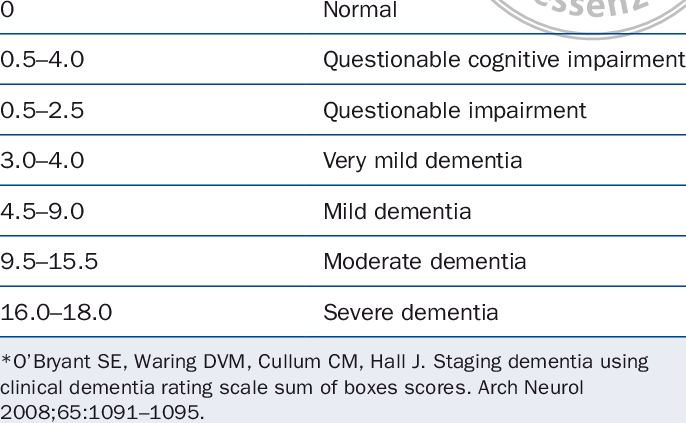 essenz
0 Normal
0.5–4.0 Questionable cognitive impairment
0.5–2.5 Questionable impairment
3.0–4.0 Very mild dementia
4.5–9.0 Mild dementia
9.5–15.5 Moderate dementia
16.0–18.0 Severe dementia
*O’Bryant SE, Waring DVM, Cullum CM, Hall J. Staging dementia using
clinical dementia rating scale sum of boxes scores. Arch Neurol
2008;65:1091–1095.